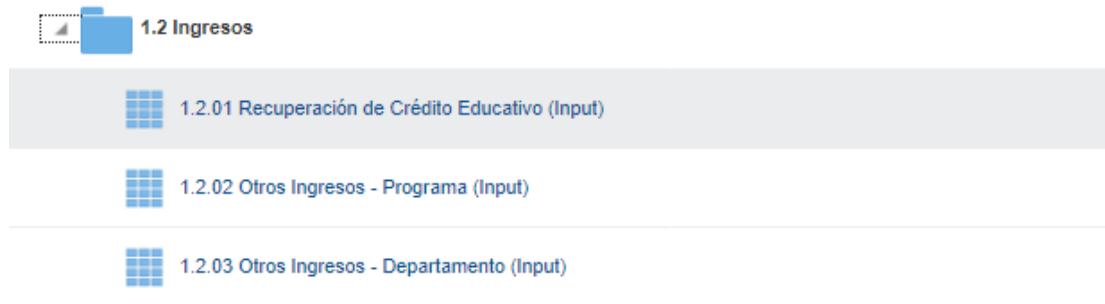 1.2 Ingresos
1.2.01 Recuperación de Crédito Educativo (Input)
1.2.02 Otros Ingresos - Programa (Input)
1.2.03 Otros Ingresos - Departamento (Input)